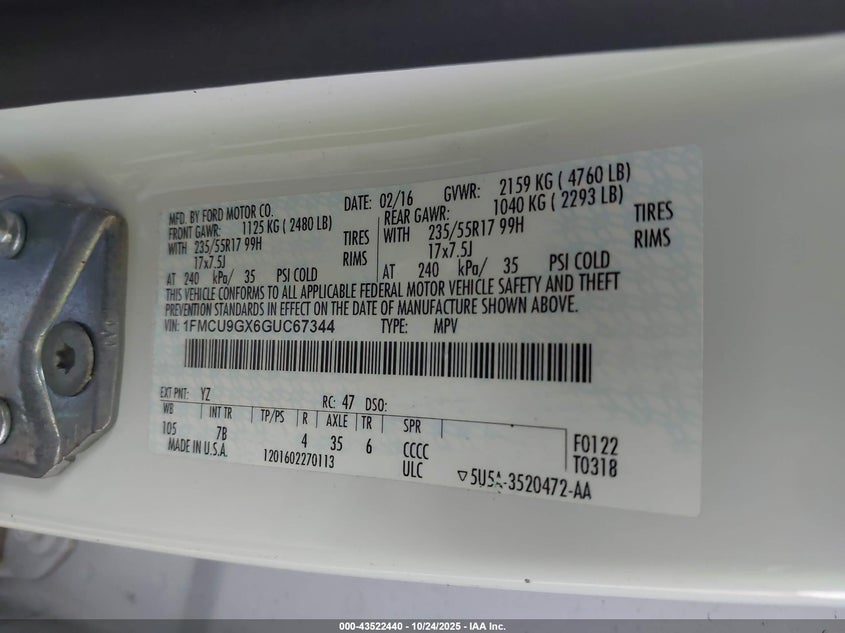 MFD. BY FORD MOTOR CO.
DATE: 02/16 GVWR: 2159 KG ( 4760 LB)
FRONT GAWR: 1125 KG ( 2480 LB)
REAR GAWR: 1040 KG ( 2293 LB)
WITH 235/55R17 99H TIRES
WITH 235/55R17 99H TIRES
17x7.5J RIMS
17x7.5J RIMS
AT 240 kPa/ 35 PSI COLD
AT 240 kPa/ 35 PSI COLD
THIS VEHICLE CONFORMS TO ALL APPLICABLE FEDERAL MOTOR VEHICLE SAFETY AND THEFT
PREVENTION STANDARDS IN EFFECT ON THE DATE OF MANUFACTURE SHOWN ABOVE.
VIN: 1FMCU9GX6GUC67344 TYPE: MPV
EXT PNT: YZ RC: 47 DSO:
WB INT TR TP/PS R AXLE TR SPR
105 7B 4 35 6 CCCC F0122
MADE IN U.S.A. 1201602270113 ULC T0318
▽5U5A-3520472-AA
000-43522440 - 10/24/2025 - IAA Inc.